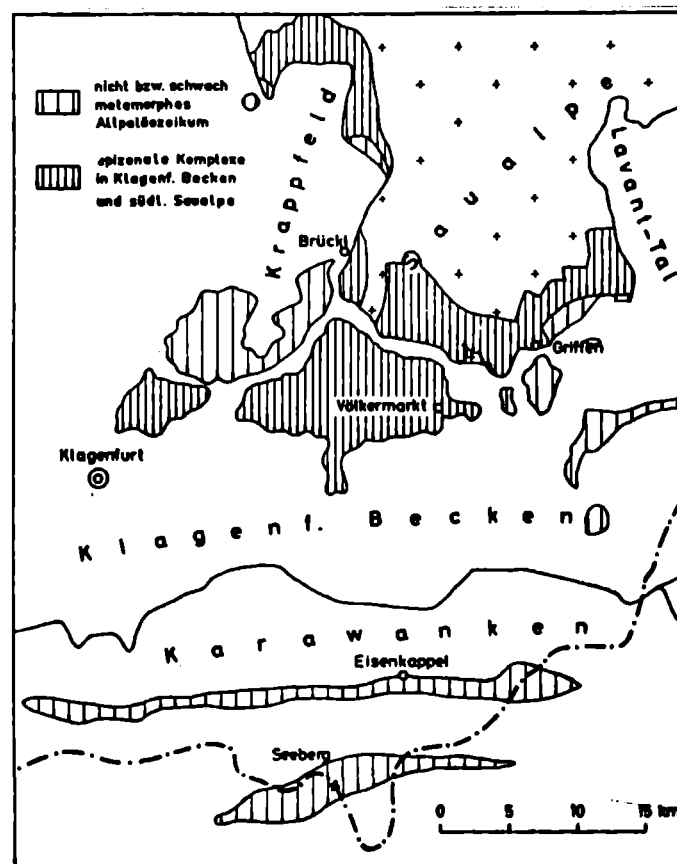 nicht bzw. schwach
metamorphes
Altpaläozoikum
epizonale Komplexe
in Klagenf. Becken
und südl. Saualpe
Krappfeld
Saualpe
Lavant-Tal
Brückl
Griffen
Völkermarkt
Klagenfurt
Klagenf. Becken
Karawanken
Eisenkappel
Seeberg
0 5 10 15 km